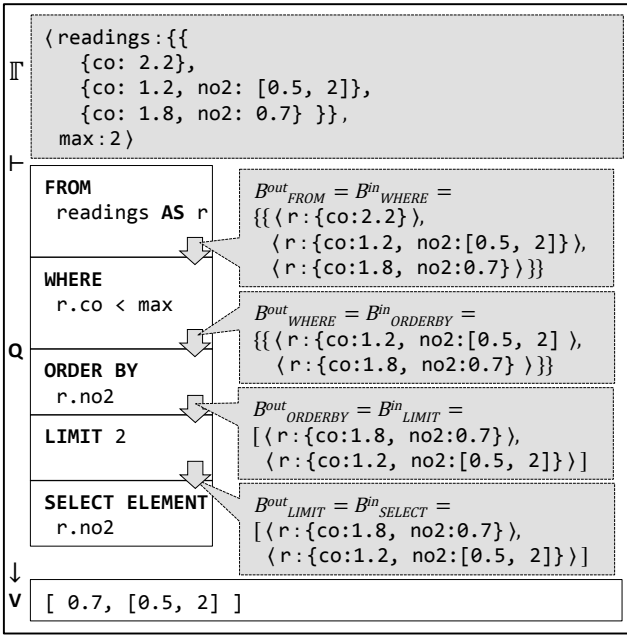 Γ
⟨readings:{{
{co: 2.2},
{co: 1.2, no2: [0.5, 2]},
{co: 1.8, no2: 0.7} }},
max:2⟩
⊢
Q
FROM
readings AS r
B^out_FROM = B^in_WHERE =
{{⟨r:{co:2.2}⟩,
⟨r:{co:1.2, no2:[0.5, 2]}⟩,
⟨r:{co:1.8, no2:0.7}⟩}}
WHERE
r.co < max
B^out_WHERE = B^in_ORDERBY =
{{⟨r:{co:1.2, no2:[0.5, 2] ⟩,
⟨r:{co:1.8, no2:0.7} ⟩}}
ORDER BY
r.no2
B^out_ORDERBY = B^in_LIMIT =
[⟨r:{co:1.8, no2:0.7}⟩,
⟨r:{co:1.2, no2:[0.5, 2]}⟩]
LIMIT 2
SELECT ELEMENT
r.no2
B^out_LIMIT = B^in_SELECT =
[⟨r:{co:1.8, no2:0.7}⟩,
⟨r:{co:1.2, no2:[0.5, 2]}⟩]
↓
V
[ 0.7, [0.5, 2] ]